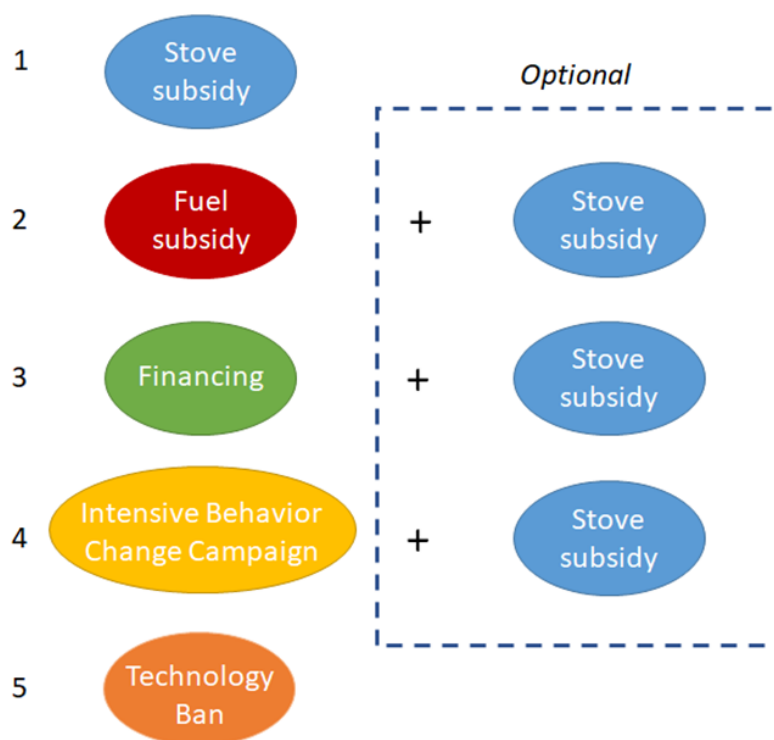 1
Stove
subsidy
Optional
2
Fuel
subsidy
+
Stove
subsidy
3
Financing
+
Stove
subsidy
4
Intensive Behavior
Change Campaign
+
Stove
subsidy
5
Technology
Ban